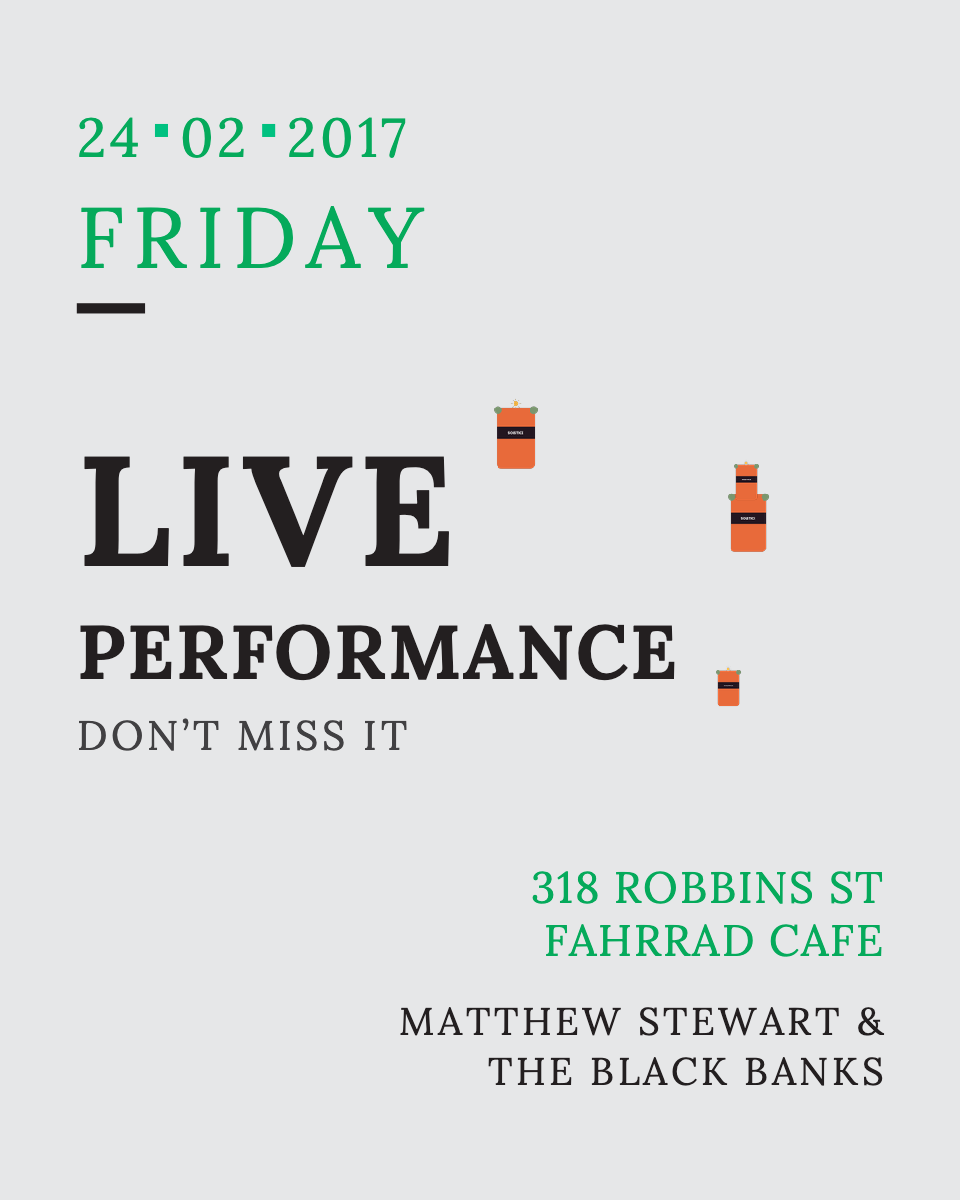 24▪02▪2017
FRIDAY
LIVE
PERFORMANCE
DON'T MISS IT
318 ROBBINS ST
FAHRRAD CAFE
MATTHEW STEWART &
THE BLACK BANKS